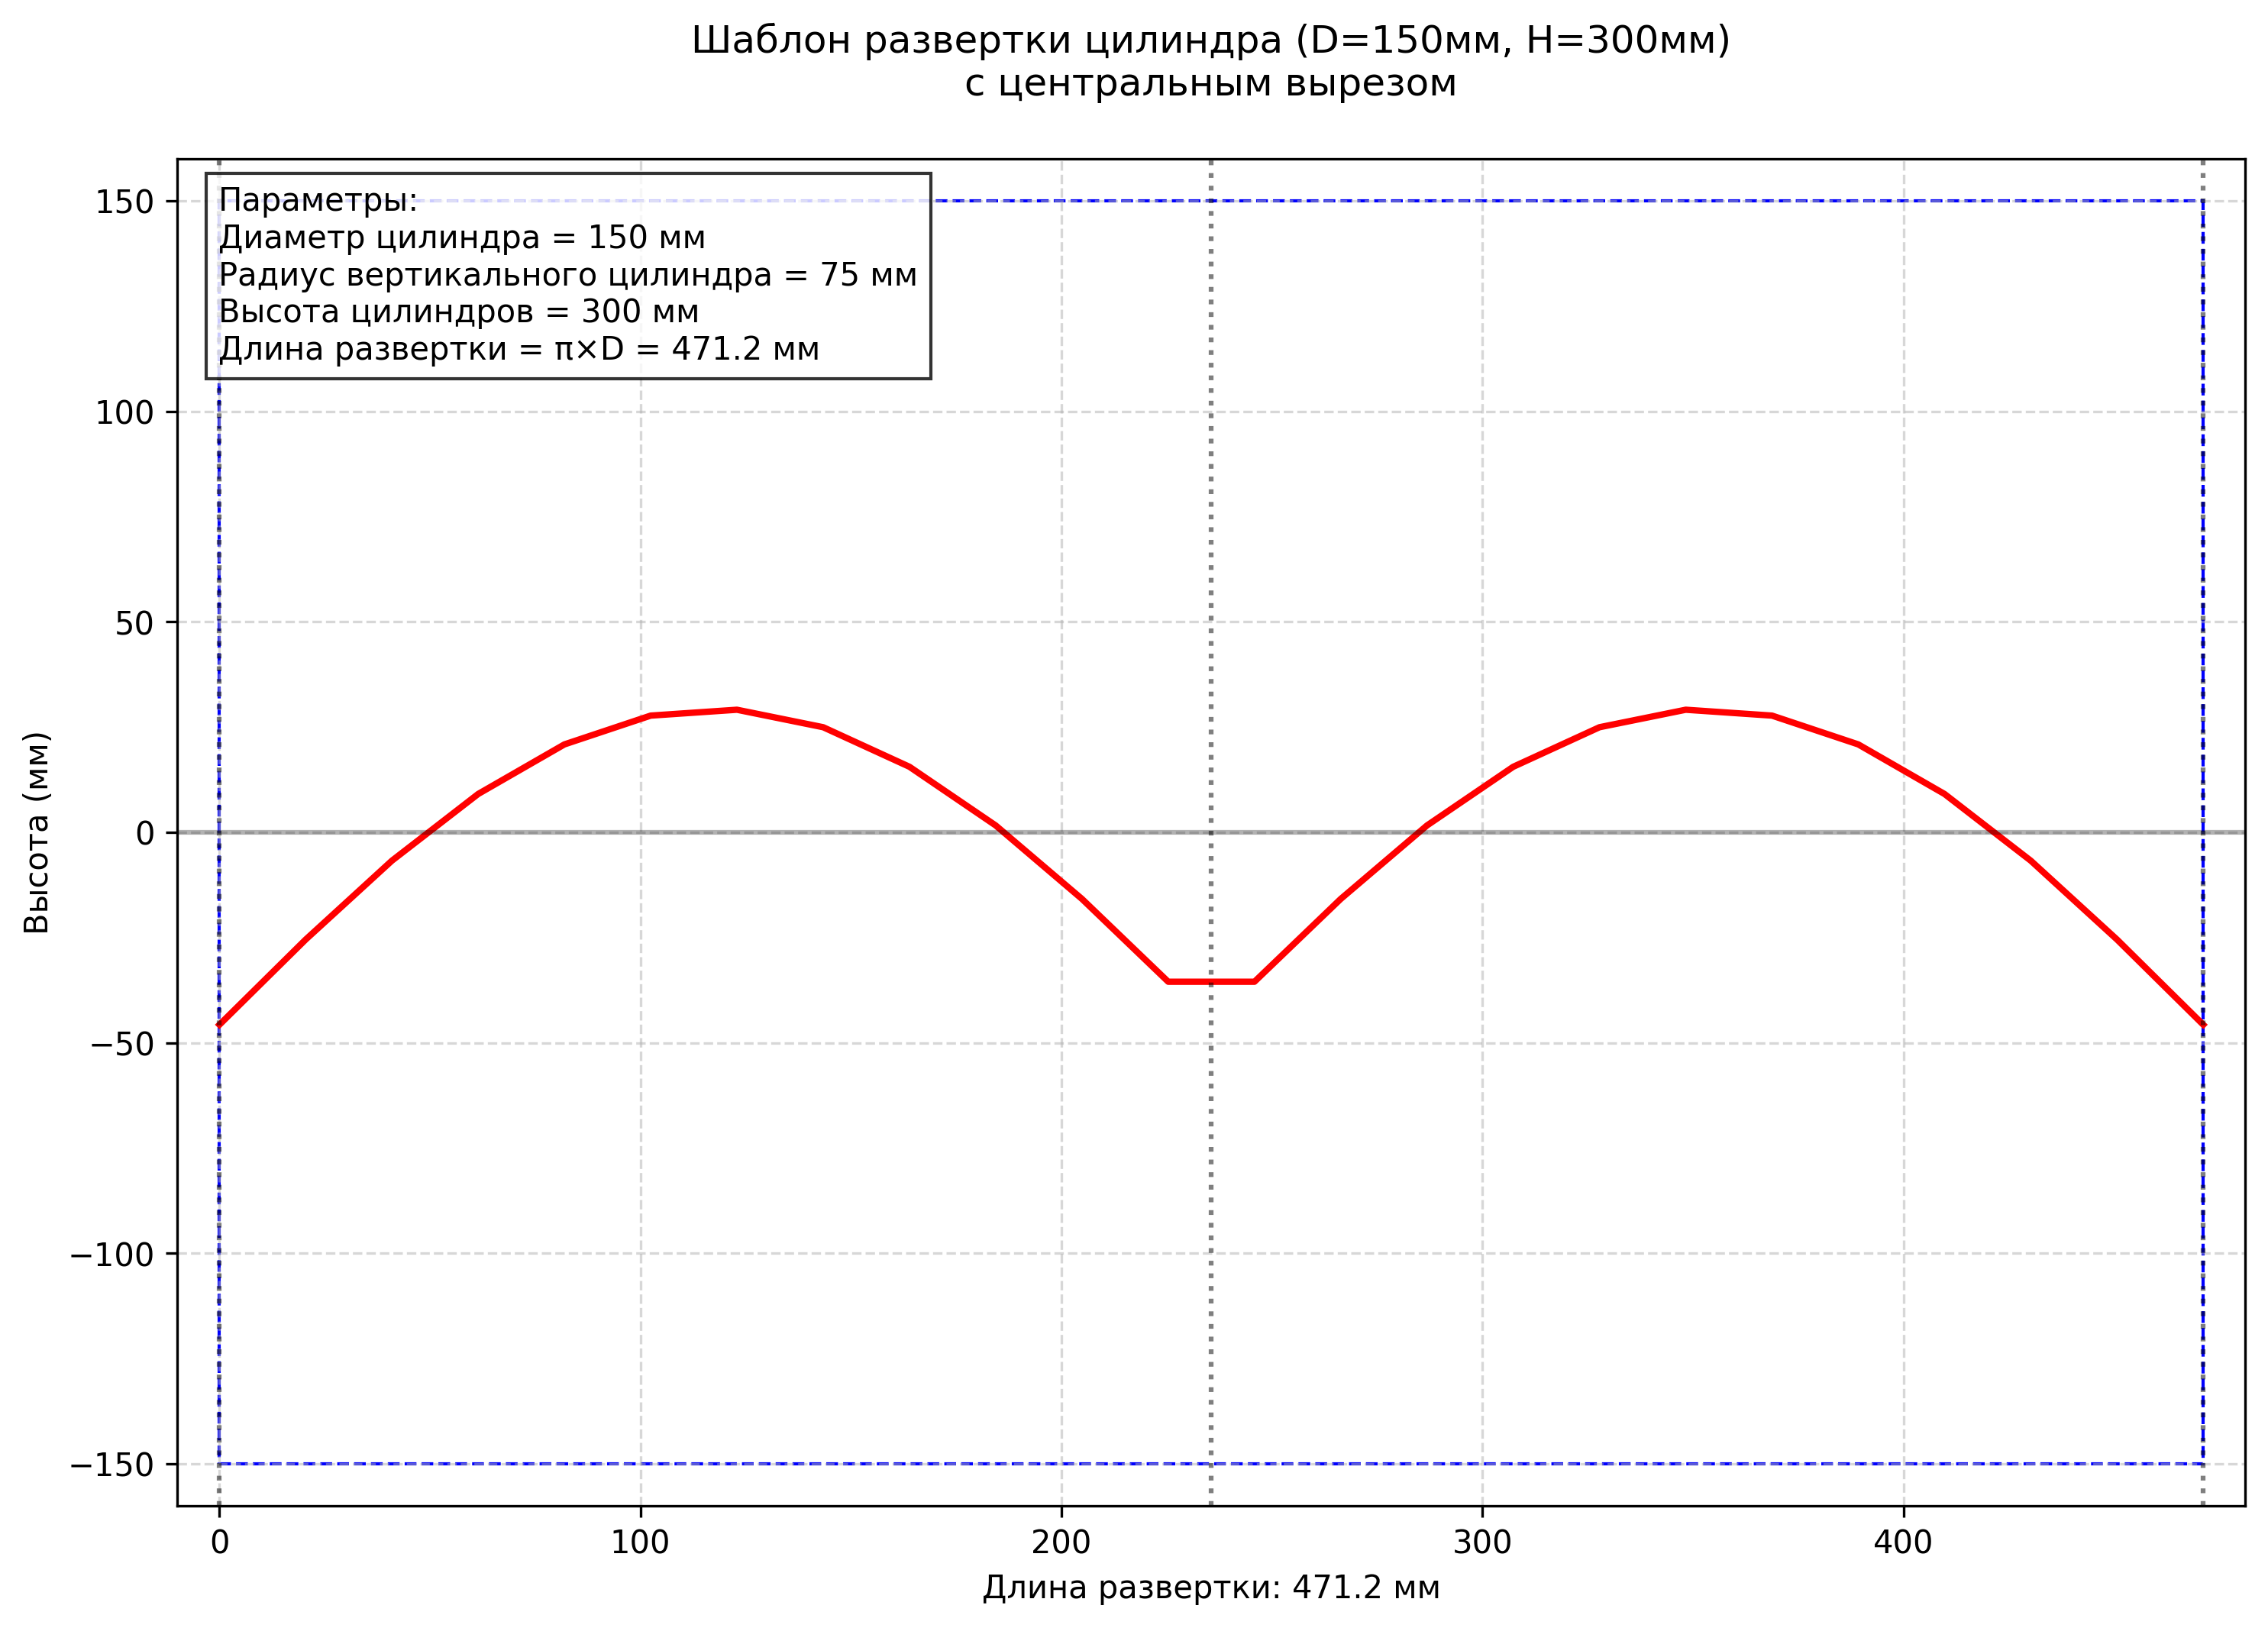 Шаблон развертки цилиндра (D=150мм, H=300мм)
с центральным вырезом
Параметры:
Диаметр цилиндра = 150 мм
Радиус вертикального цилиндра = 75 мм
Высота цилиндров = 300 мм
Длина развертки = π×D = 471.2 мм
150
100
50
0
−50
−100
−150
Высота (мм)
0
100
200
300
400
Длина развертки: 471.2 мм